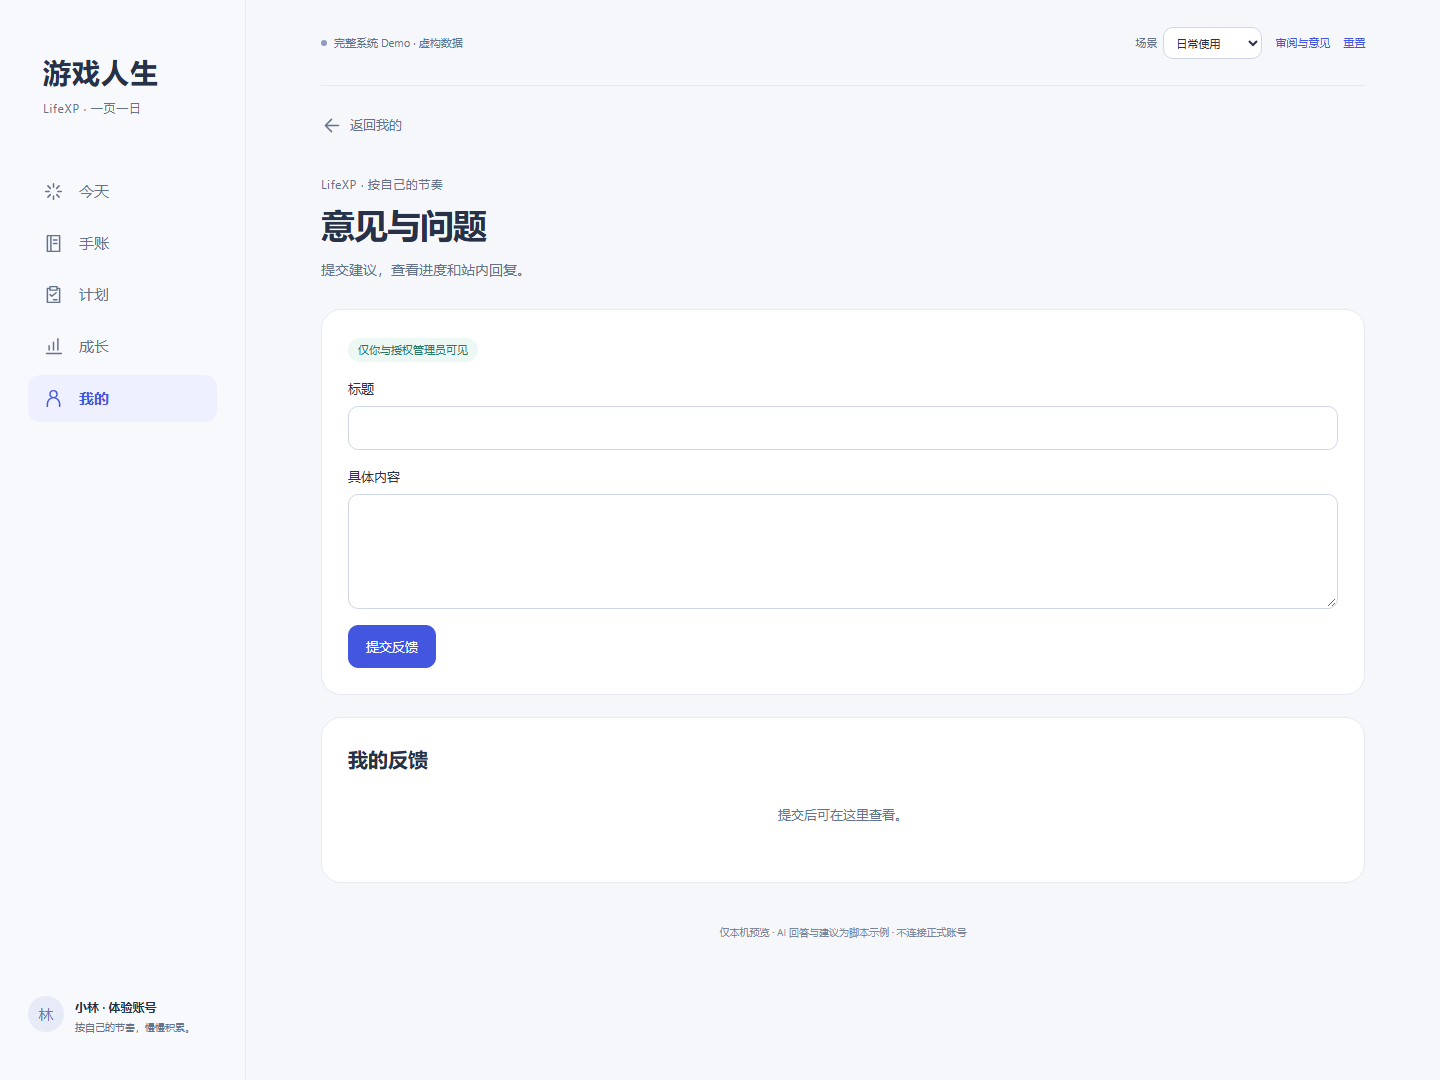 游戏人生
LifeXP · 一页一日
今天
手账
计划
成长
我的
林
小林 · 体验账号
按自己的节奏，慢慢积累。
完整系统 Demo · 虚构数据
场景
日常使用
审阅与意见
重置
返回我的
LifeXP · 按自己的节奏
意见与问题
提交建议，查看进度和站内回复。
仅你与授权管理员可见
标题
具体内容
提交反馈
我的反馈
提交后可在这里查看。
仅本机预览 · AI 回答与建议为脚本示例 · 不连接正式账号